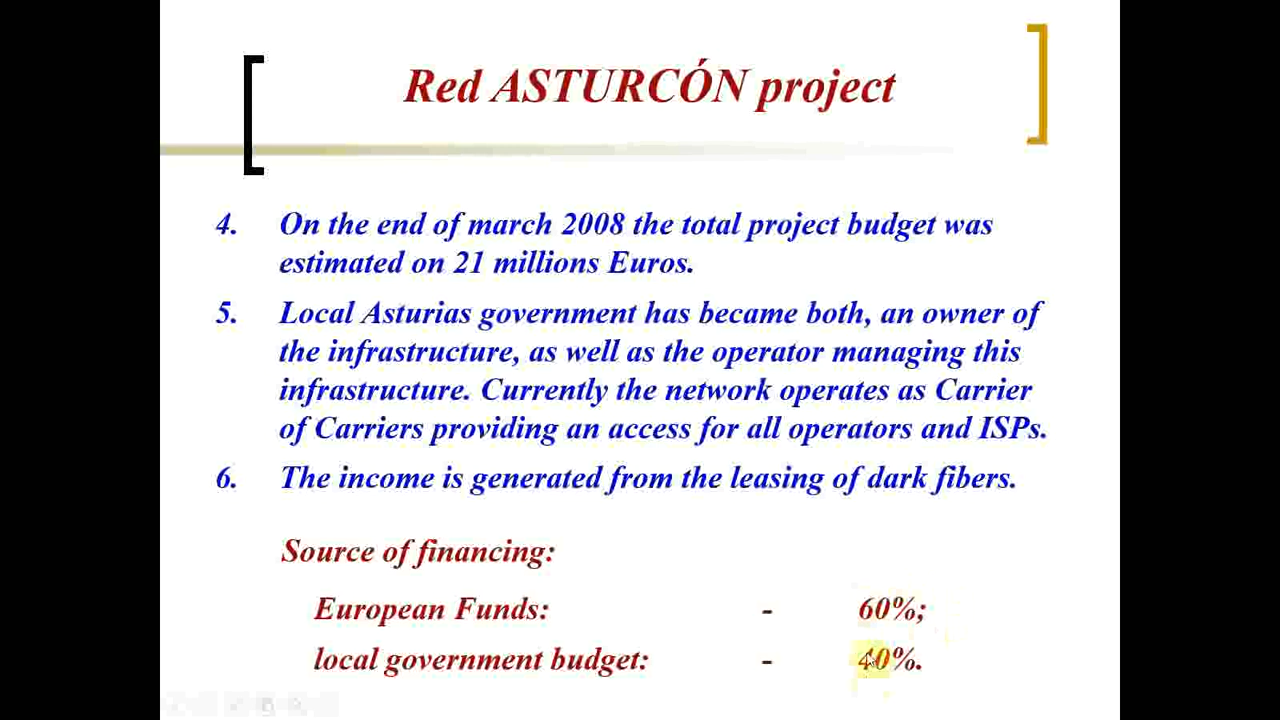 Red ASTURCÓN project
4. On the end of march 2008 the total project budget was
estimated on 21 millions Euros.
5. Local Asturias government has became both, an owner of
the infrastructure, as well as the operator managing this
infrastructure. Currently the network operates as Carrier
of Carriers providing an access for all operators and ISPs.
6. The income is generated from the leasing of dark fibers.
Source of financing:
European Funds: - 60%;
local government budget: - 40%.